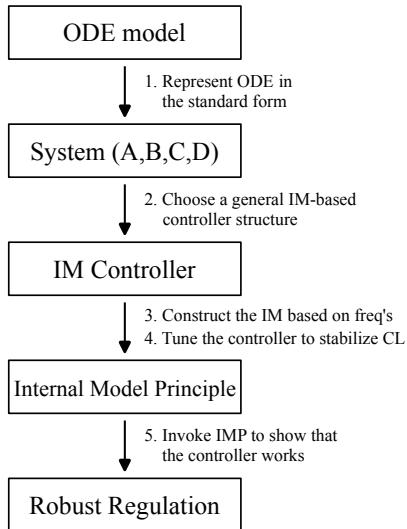 ODE model
1. Represent ODE in
the standard form
System (A,B,C,D)
2. Choose a general IM-based
controller structure
IM Controller
3. Construct the IM based on freq's
4. Tune the controller to stabilize CL
Internal Model Principle
5. Invoke IMP to show that
the controller works
Robust Regulation